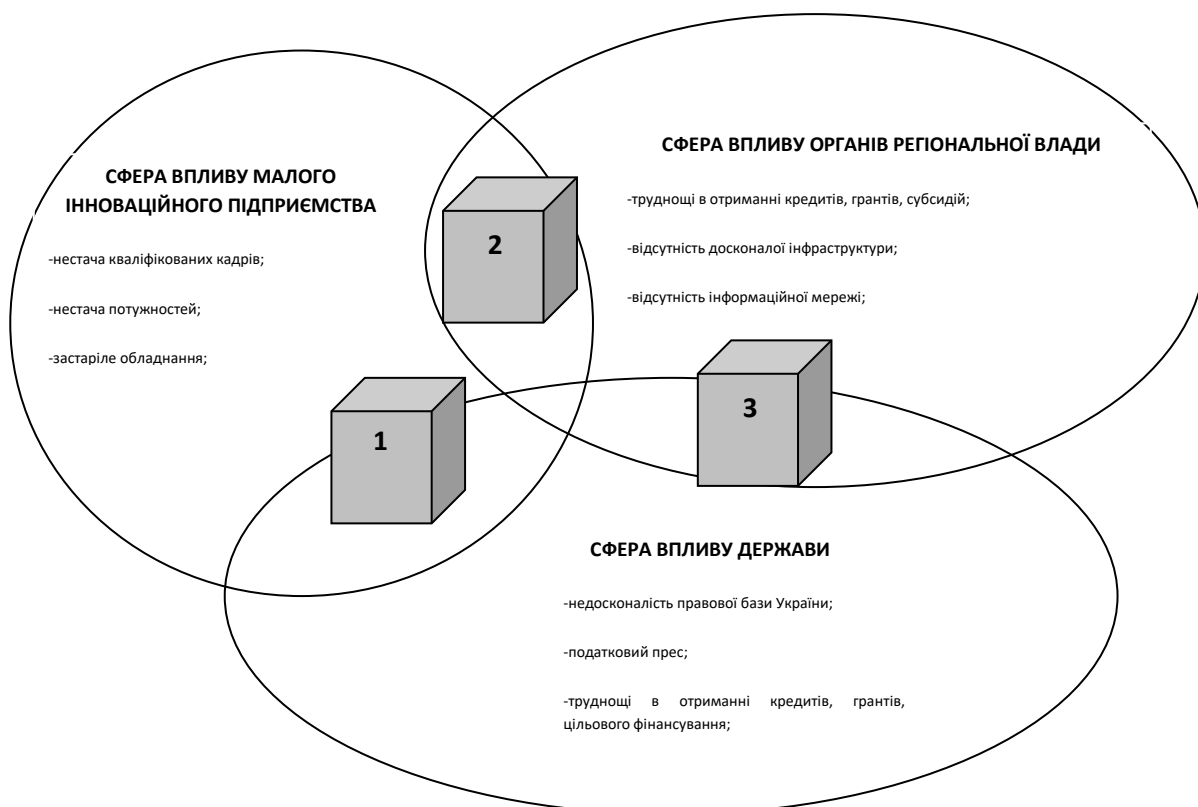 СФЕРА ВПЛИВУ МАЛОГО
ІННОВАЦІЙНОГО ПІДПРИЄМСТВА
-нестача кваліфікованих кадрів;
-нестача потужностей;
-застаріле обладнання;
СФЕРА ВПЛИВУ ОРГАНІВ РЕГІОНАЛЬНОЇ ВЛАДИ
-труднощі в отриманні кредитів, грантів, субсидій;
-відсутність досконалої інфраструктури;
-відсутність інформаційної мережі;
2
1
3
СФЕРА ВПЛИВУ ДЕРЖАВИ
-недосконалість правової бази України;
-податковий прес;
-труднощі в отриманні кредитів, грантів,
цільового фінансування;